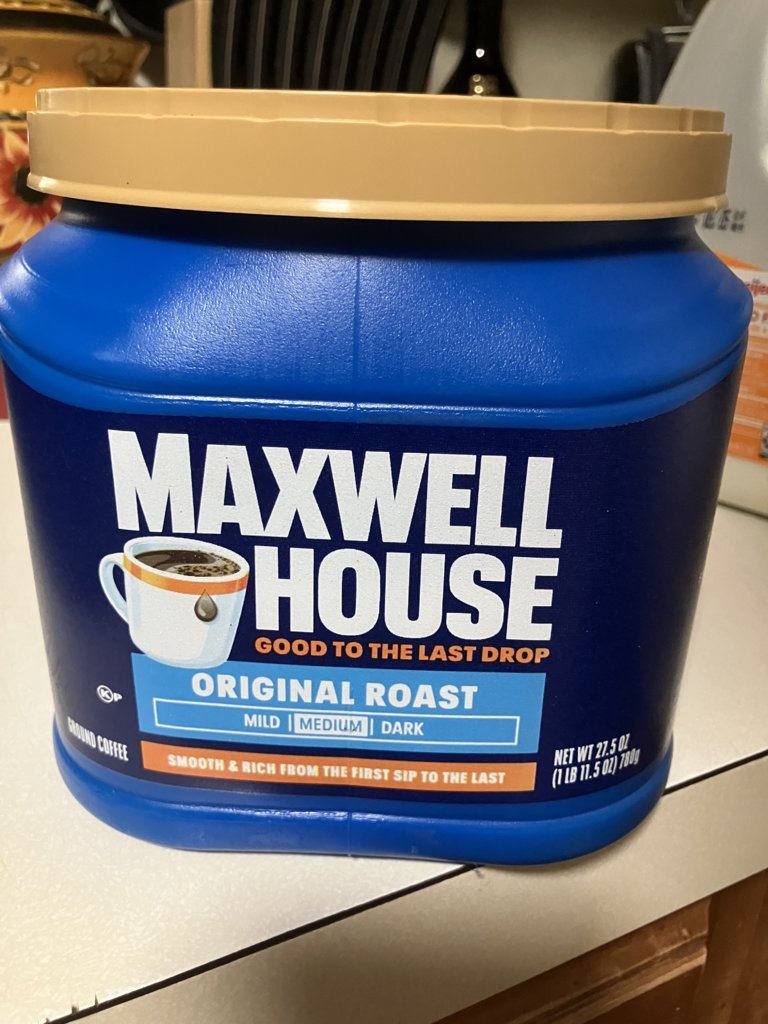 MAXWELL
HOUSE
GOOD TO THE LAST DROP
ORIGINAL ROAST
MILD | MEDIUM | DARK
SMOOTH & RICH FROM THE FIRST SIP TO THE LAST
K P
GROUND COFFEE
NET WT 27.5 OZ
(1 LB 11.5 OZ) 780g